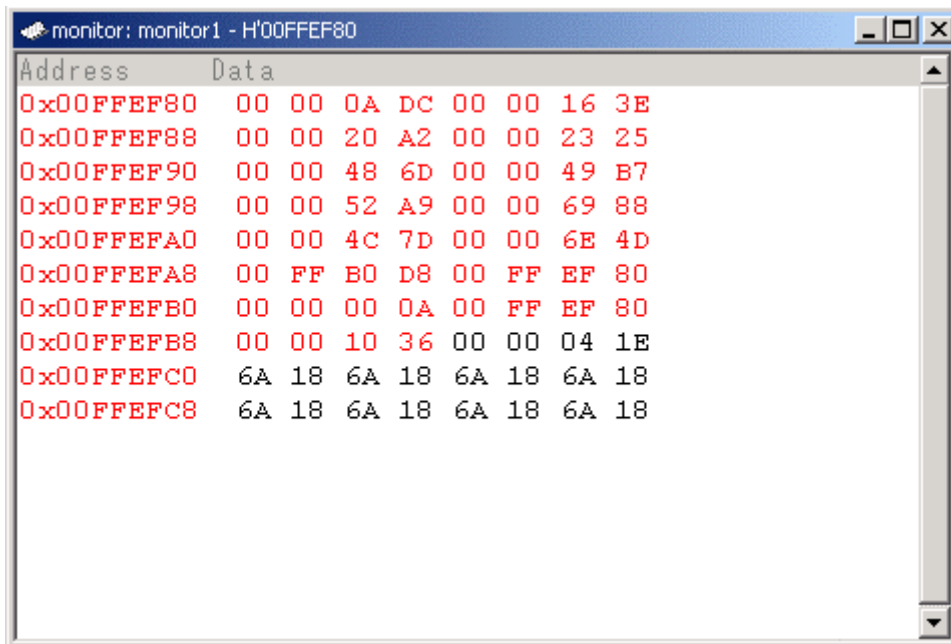 monitor: monitor1 - H'00FFEF80
Address Data
0x00FFEF80 00 00 0A DC 00 00 16 3E
0x00FFEF88 00 00 20 A2 00 00 23 25
0x00FFEF90 00 00 48 6D 00 00 49 B7
0x00FFEF98 00 00 52 A9 00 00 69 88
0x00FFEFA0 00 00 4C 7D 00 00 6E 4D
0x00FFEFA8 00 FF B0 D8 00 FF EF 80
0x00FFEFB0 00 00 00 0A 00 FF EF 80
0x00FFEFB8 00 00 10 36 00 00 04 1E
0x00FFEFC0 6A 18 6A 18 6A 18 6A 18
0x00FFEFC8 6A 18 6A 18 6A 18 6A 18